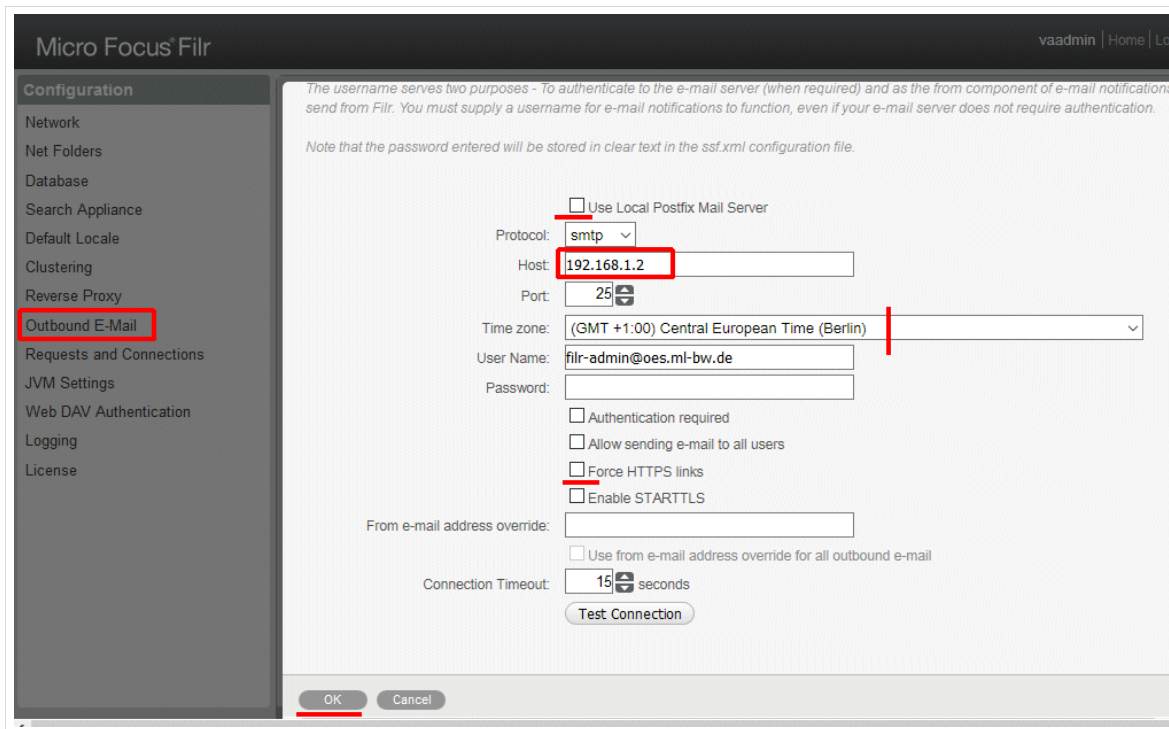 Micro Focus® Filr
vaadmin | Home |
Configuration
Network
Net Folders
Database
Search Appliance
Default Locale
Clustering
Reverse Proxy
Outbound E-Mail
Requests and Connections
JVM Settings
Web DAV Authentication
Logging
License
The username serves two purposes - To authenticate to the e-mail server (when required) and as the from component of e-mail notifications
send from Filr. You must supply a username for e-mail notifications to function, even if your e-mail server does not require authentication.
Note that the password entered will be stored in clear text in the ssf.xml configuration file.
Use Local Postfix Mail Server
Protocol: smtp
Host: 192.168.1.2
Port: 25
Time zone: (GMT +1:00) Central European Time (Berlin)
User Name: filr-admin@oes.ml-bw.de
Password:
Authentication required
Allow sending e-mail to all users
Force HTTPS links
Enable STARTTLS
From e-mail address override:
Use from e-mail address override for all outbound e-mail
Connection Timeout: 15 seconds
Test Connection
OK Cancel